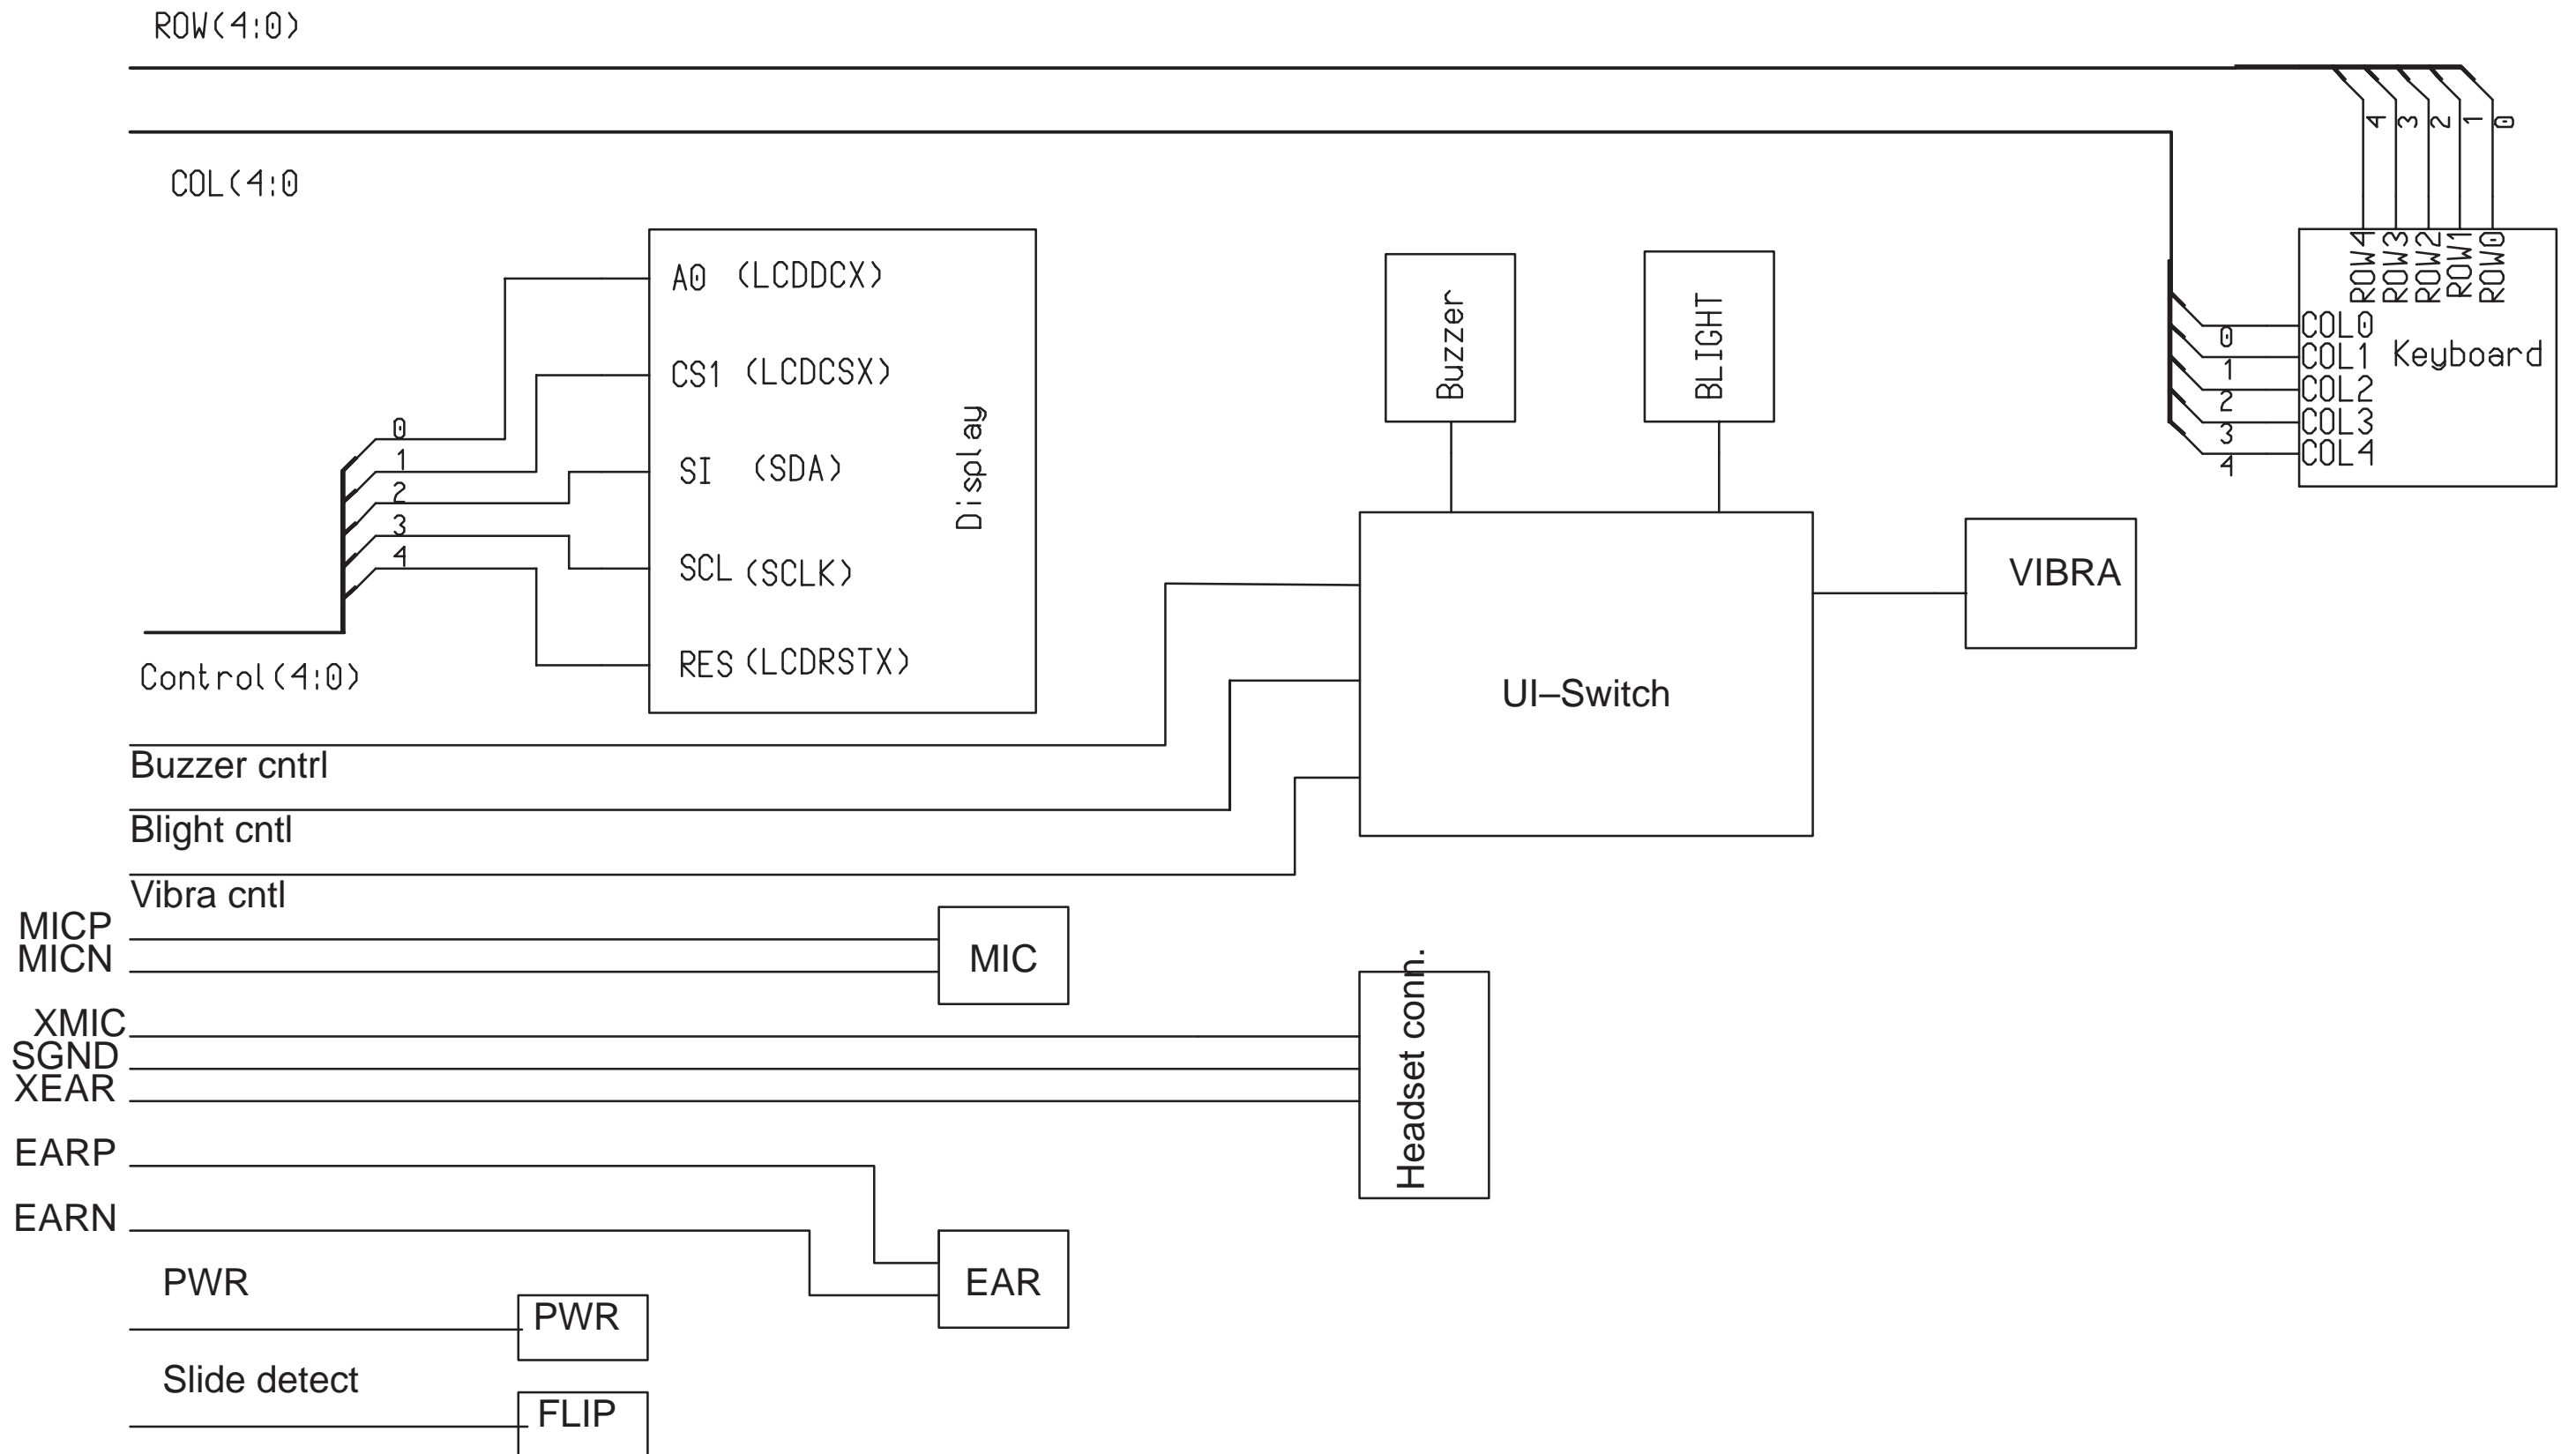 ROW(4:0)
4 3 2 1 0
COL(4:0
ROW4 ROW3 ROW2 ROW1 ROW0
A0 (LCDDCX)
Buzzer
BLIGHT
0 COL0
1 COL1
Keyboard
2 COL2
3 COL3
4 COL4
CS1 (LCDCSX)
0
1
2
3
4
SI (SDA)
Display
SCL (SCLK)
VIBRA
RES (LCDRSTX)
Control(4:0)
UI–Switch
Buzzer cntrl
Blight cntl
Vibra cntl
MICP
MICN
MIC
XMIC
SGND
XEAR
Headset conn.
EARP
EARN
EAR
PWR
PWR
Slide detect
FLIP